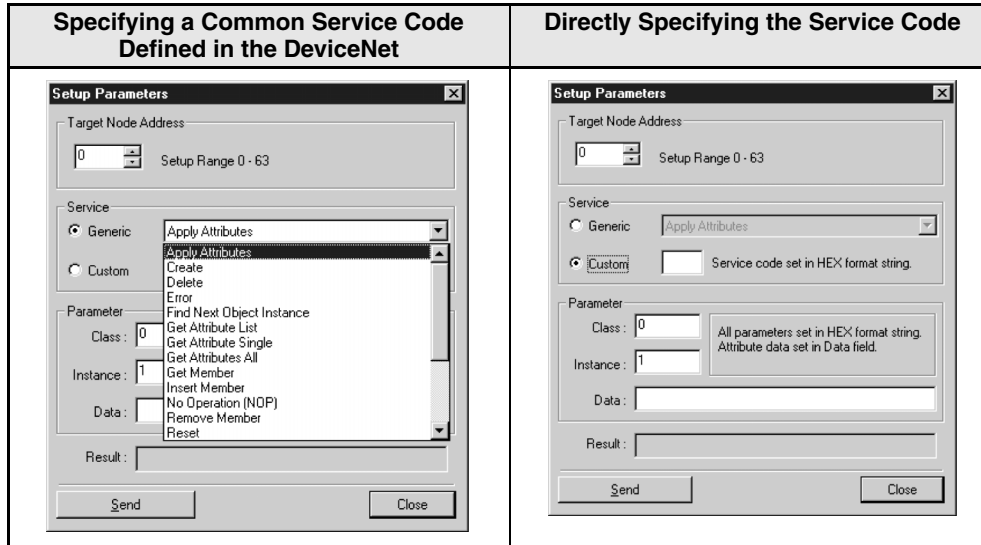 Specifying a Common Service Code
Defined in the DeviceNet
Setup Parameters
Target Node Address
0
Setup Range 0 - 63
Service
Generic
Apply Attributes
Custom
Apply Attributes
Create
Delete
Error
Find Next Object Instance
Get Attribute List
Get Attribute Single
Get Attributes All
Get Member
Insert Member
No Operation (NOP)
Remove Member
Reset
Parameter
Class : 0
Instance : 1
Data :
Result :
Send
Close
Directly Specifying the Service Code
Setup Parameters
Target Node Address
0
Setup Range 0 - 63
Service
Generic
Apply Attributes
Custom
Service code set in HEX format string.
Parameter
Class : 0
Instance : 1
All parameters set in HEX format string.
Attribute data set in Data field.
Data :
Result :
Send
Close